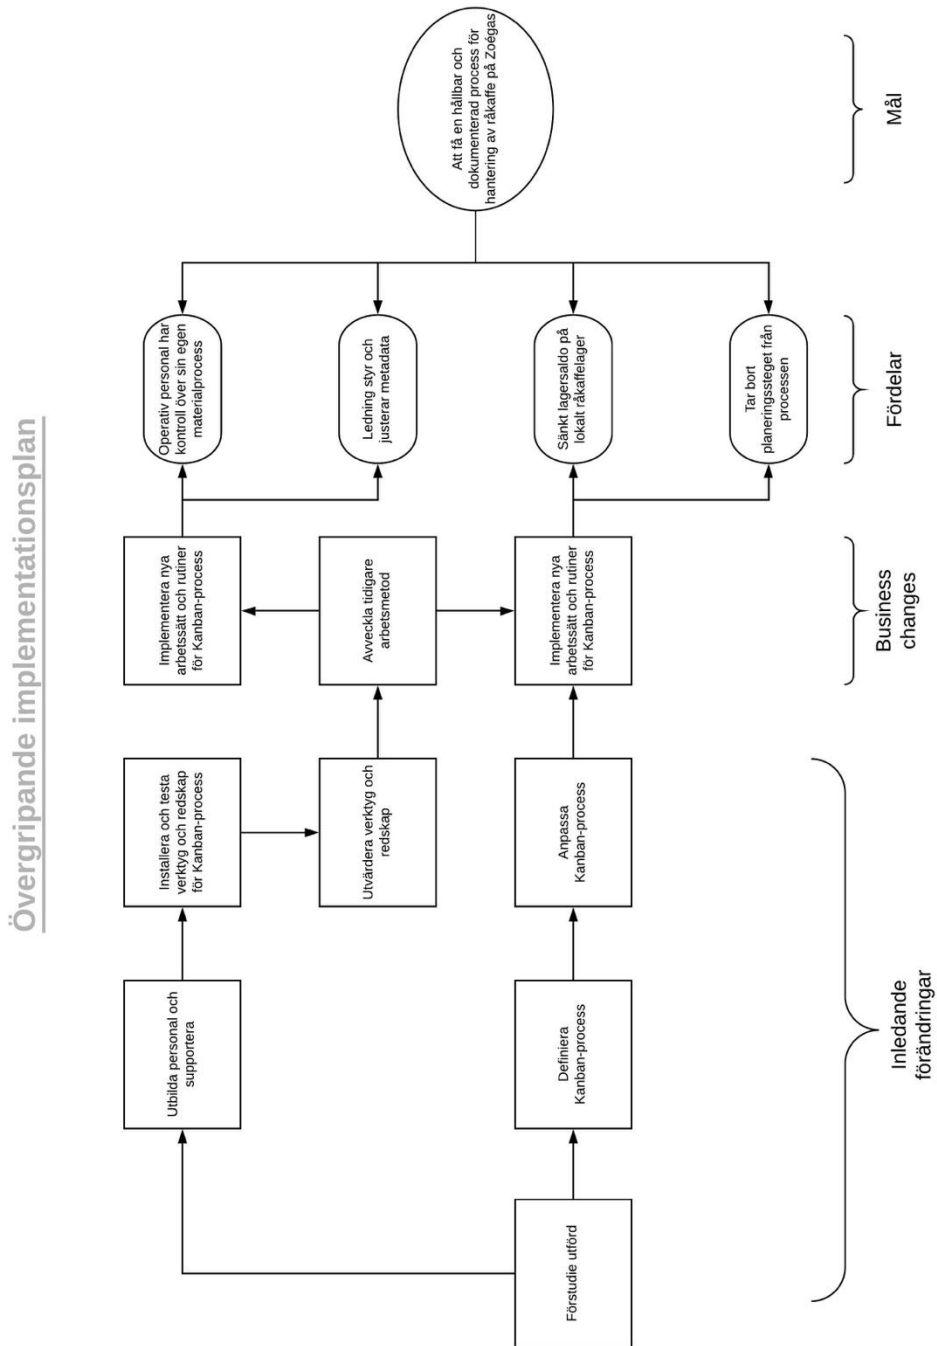 Övergripande implementationsplan
Utbilda personal och
supportera
Installera och testa
verktyg och redskap
för Kanban-process
Implementera nya
arbetssätt och rutiner
för Kanban-process
Operativ personal har
kontroll över sin egen
materialprocess
Utvärdera verktyg och
redskap
Avveckla tidigare
arbetsmetod
Ledning styr och
justerar metadata
Att få en hållbar och
dokumenterad process för
hantering av råkaffe på Zoégas
Förstudie utförd
Definiera
Kanban-process
Anpassa
Kanban-process
Implementera nya
arbetssätt och rutiner
för Kanban-process
Sänkt lagersaldo på
lokalt råkaffelager
Tar bort
planeringssteget från
processen
Inledande
förändringar
Business
changes
Fördelar
Mål